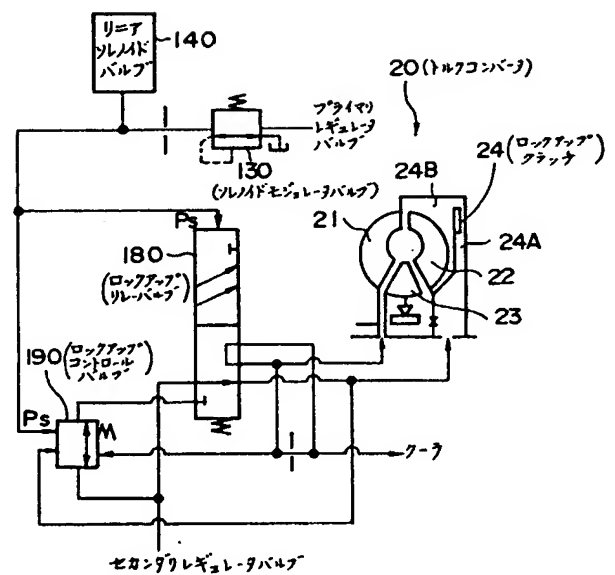 リニア
ソレノイド
バルブ
140
プライマリ
レギュレータ
バルブ
130
(ソレノイドモジュレータバルブ)
20(トルクコンバータ)
24(ロックアップ
クラッチ)
24B
21
24A
22
23
Ps
180
(ロックアップ
リレーバルブ)
190(ロックアップ
コントロール
バルブ)
Ps
クーラ
セカンダリレギュレータバルブ